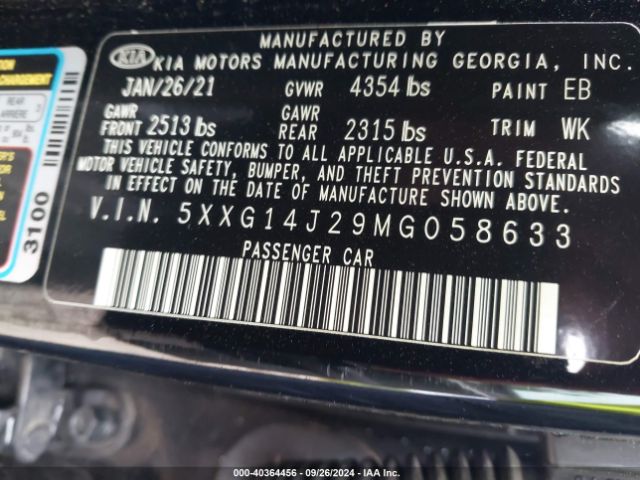 MANUFACTURED BY
KIA KIA MOTORS MANUFACTURING GEORGIA, INC.
JAN/26/21 GVWR 4354 lbs PAINT EB
GAWR GAWR
FRONT 2513 lbs REAR 2315 lbs TRIM WK
THIS VEHICLE CONFORMS TO ALL APPLICABLE U.S.A. FEDERAL
MOTOR VEHICLE SAFETY, BUMPER, AND THEFT PREVENTION STANDARDS
IN EFFECT ON THE DATE OF MANUFACTURE SHOWN ABOVE.
V.I.N. 5XXG14J29MG058633
PASSENGER CAR
REAR
ARRIERE
3100
000-40364456 • 09/26/2024 • IAA Inc.